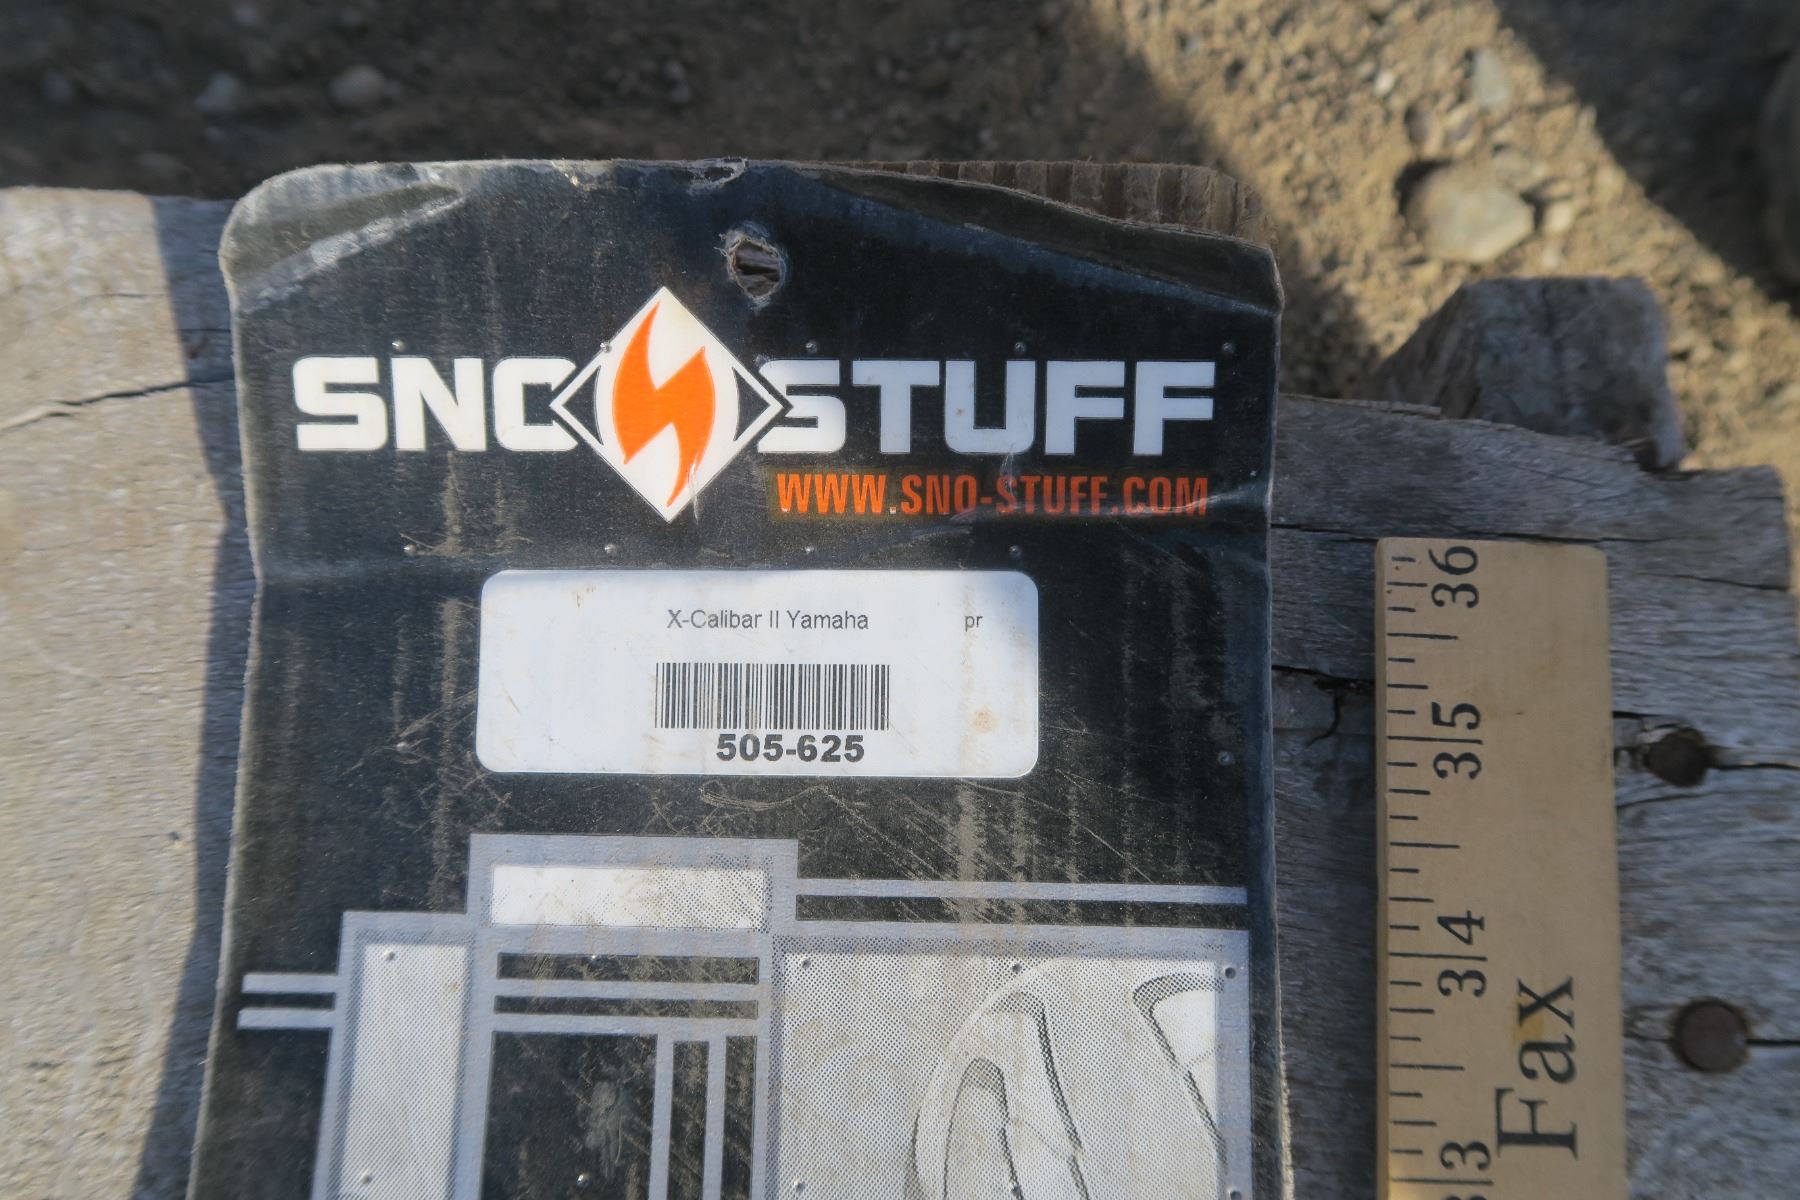 SNO STUFF
WWW.SNO-STUFF.COM
X-Calibar II Yamaha pr
505-625
36
35
34
33
Fax